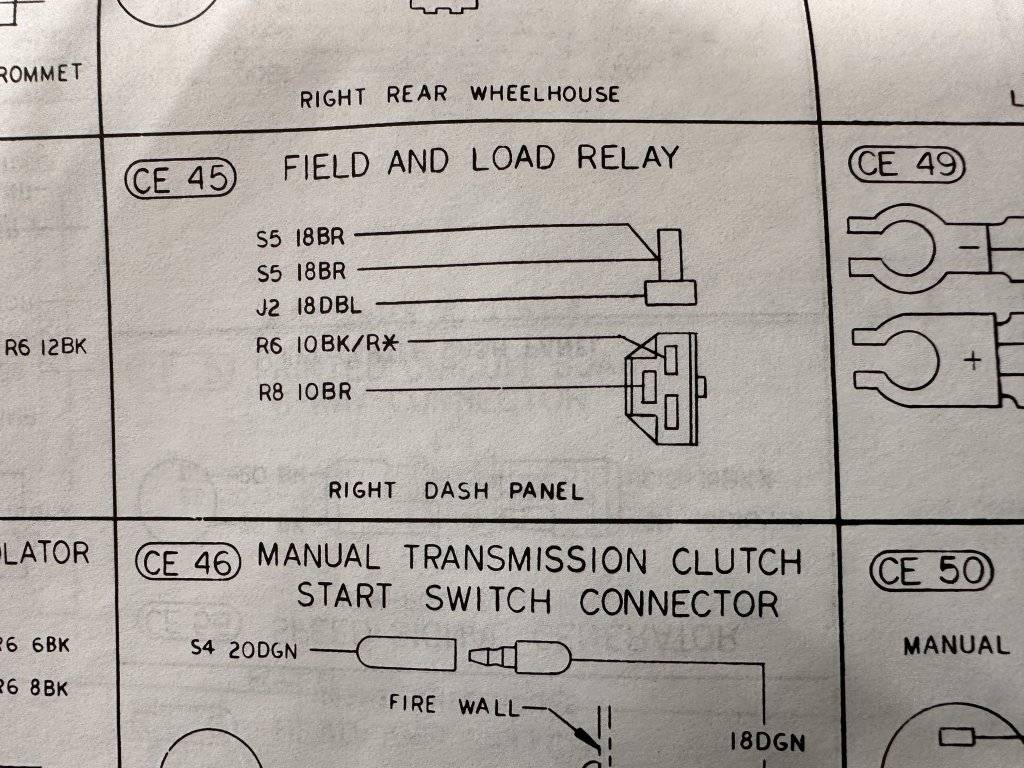 ROMMET
RIGHT REAR WHEELHOUSE
CE 45
FIELD AND LOAD RELAY
S5 18BR
S5 18BR
J2 18DBL
R6 10BK/R*
R8 10BR
RIGHT DASH PANEL
R6 12BK
CE 49
−
+
OLATOR
R6 6BK
R6 8BK
CE 46
MANUAL TRANSMISSION CLUTCH
START SWITCH CONNECTOR
S4 20DGN
FIRE WALL
18DGN
CE 50
MANUAL